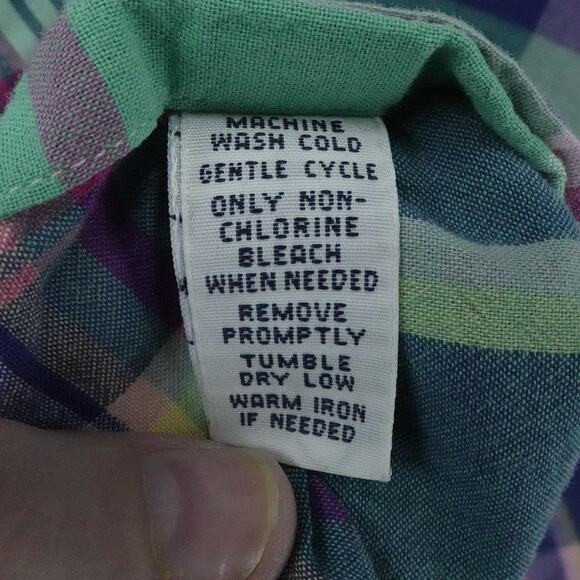 MACHINE
WASH COLD
GENTLE CYCLE
ONLY NON-
CHLORINE
BLEACH
WHEN NEEDED
REMOVE
PROMPTLY
TUMBLE
DRY LOW
WARM IRON
IF NEEDED